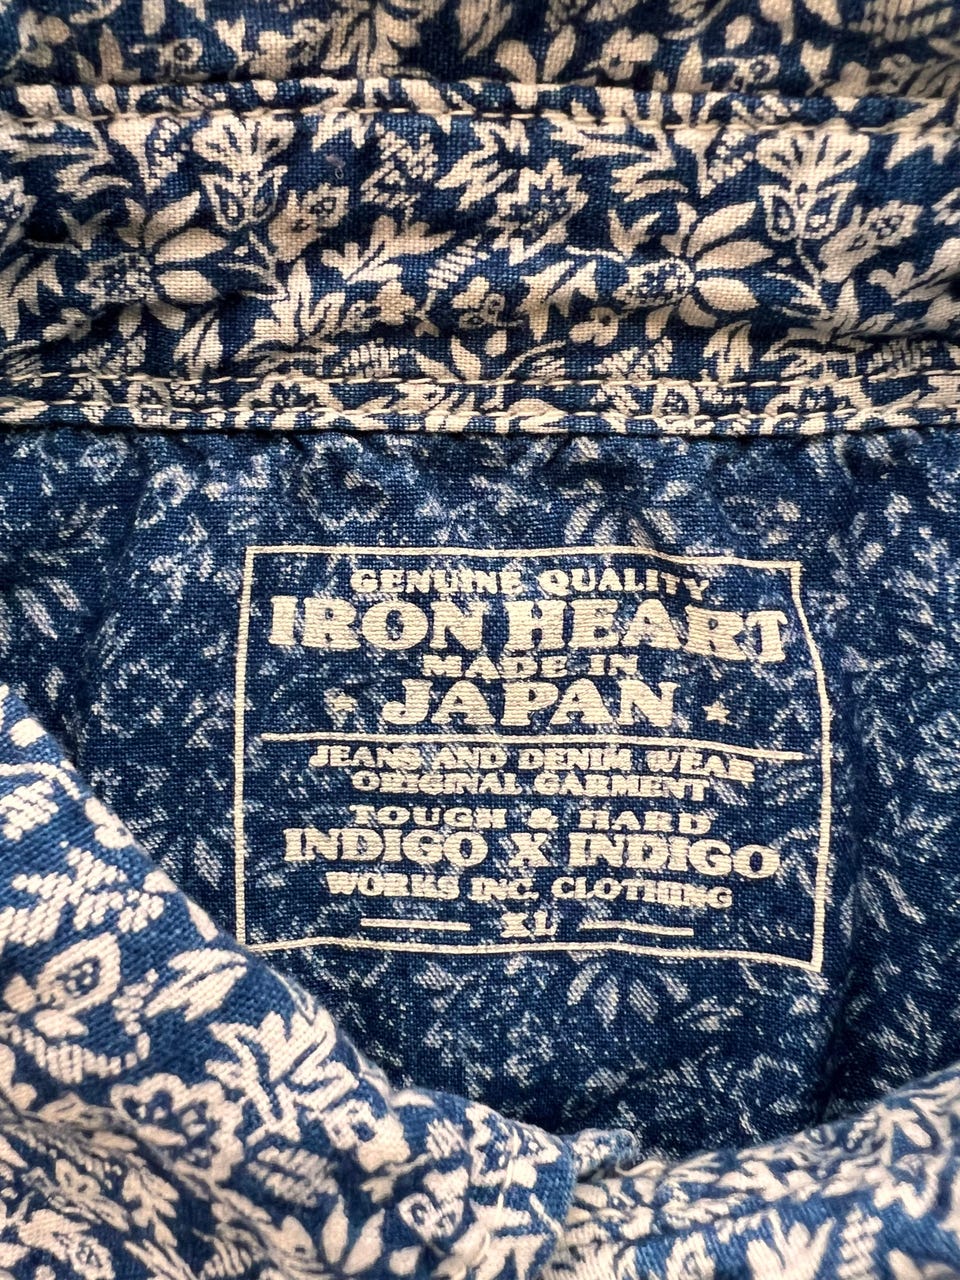 GENUINE QUALITY
IRON HEART
MADE IN
JAPAN
JEANS AND DENIM WEAR
ORIGINAL GARMENT
TOUGH & HARD
INDIGO X INDIGO
WORKS INC. CLOTHING
XL